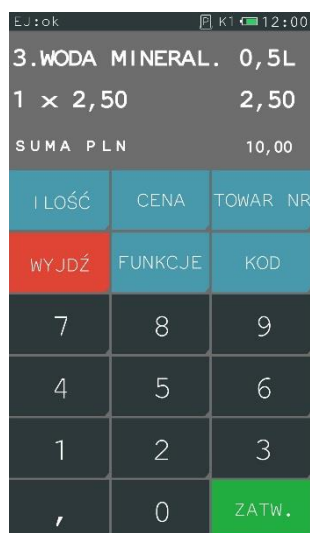 EJ:ok P K1 12:00
3.WODA MINERAL. 0,5L
1 x 2,50 2,50
SUMA PLN 10,00
ILOŚĆ CENA TOWAR NR
WYJDŹ FUNKCJE KOD
7 8 9
4 5 6
1 2 3
, 0 ZATW.